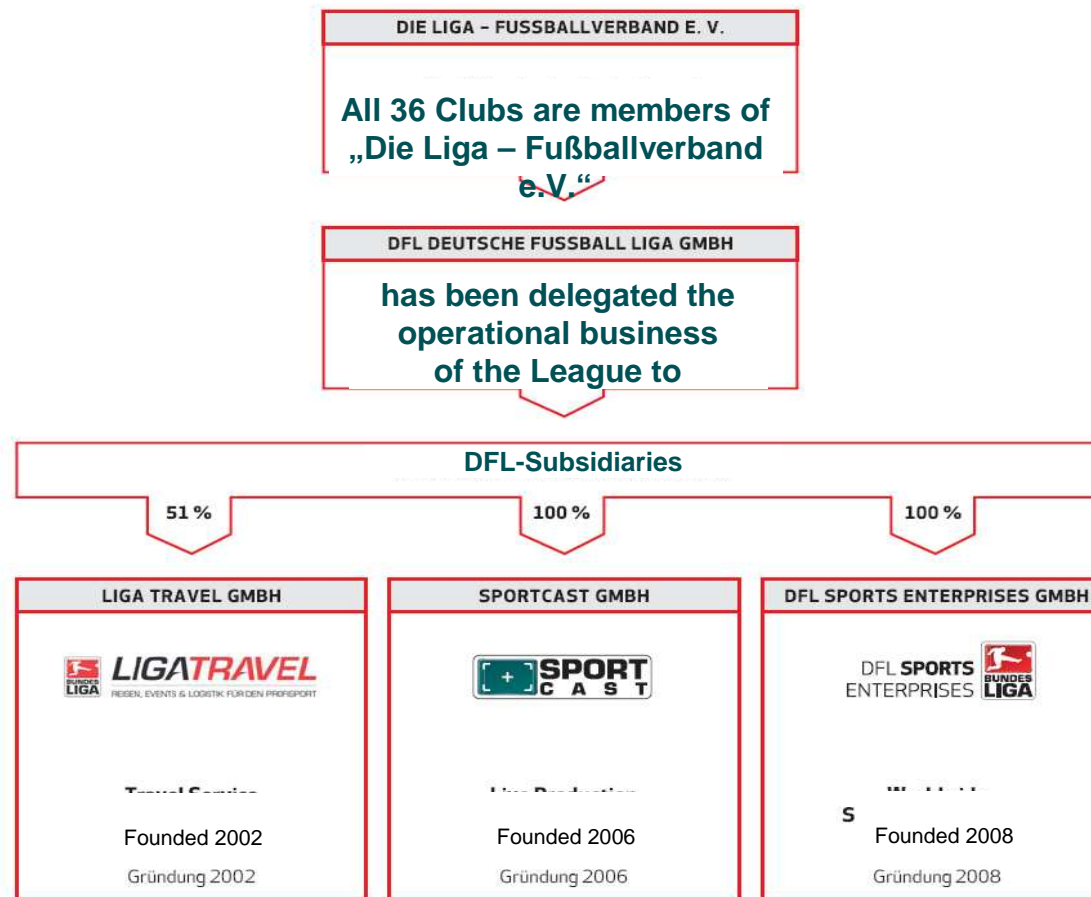 DIE LIGA – FUSSBALLVERBAND E. V.
All 36 Clubs are members of
„Die Liga – Fußballverband
e.V.“
DFL DEUTSCHE FUSSBALL LIGA GMBH
has been delegated the
operational business
of the League to
DFL-Subsidiaries
51 %
100 %
100 %
LIGA TRAVEL GMBH
BUNDES
LIGA
LIGATRAVEL
REISEN, EVENTS & LOGISTIK FÜR DEN PROFISPORT
Founded 2002
Gründung 2002
SPORTCAST GMBH
SPORT
CAST
Founded 2006
Gründung 2006
DFL SPORTS ENTERPRISES GMBH
DFL SPORTS
ENTERPRISES
BUNDES
LIGA
S
Founded 2008
Gründung 2008